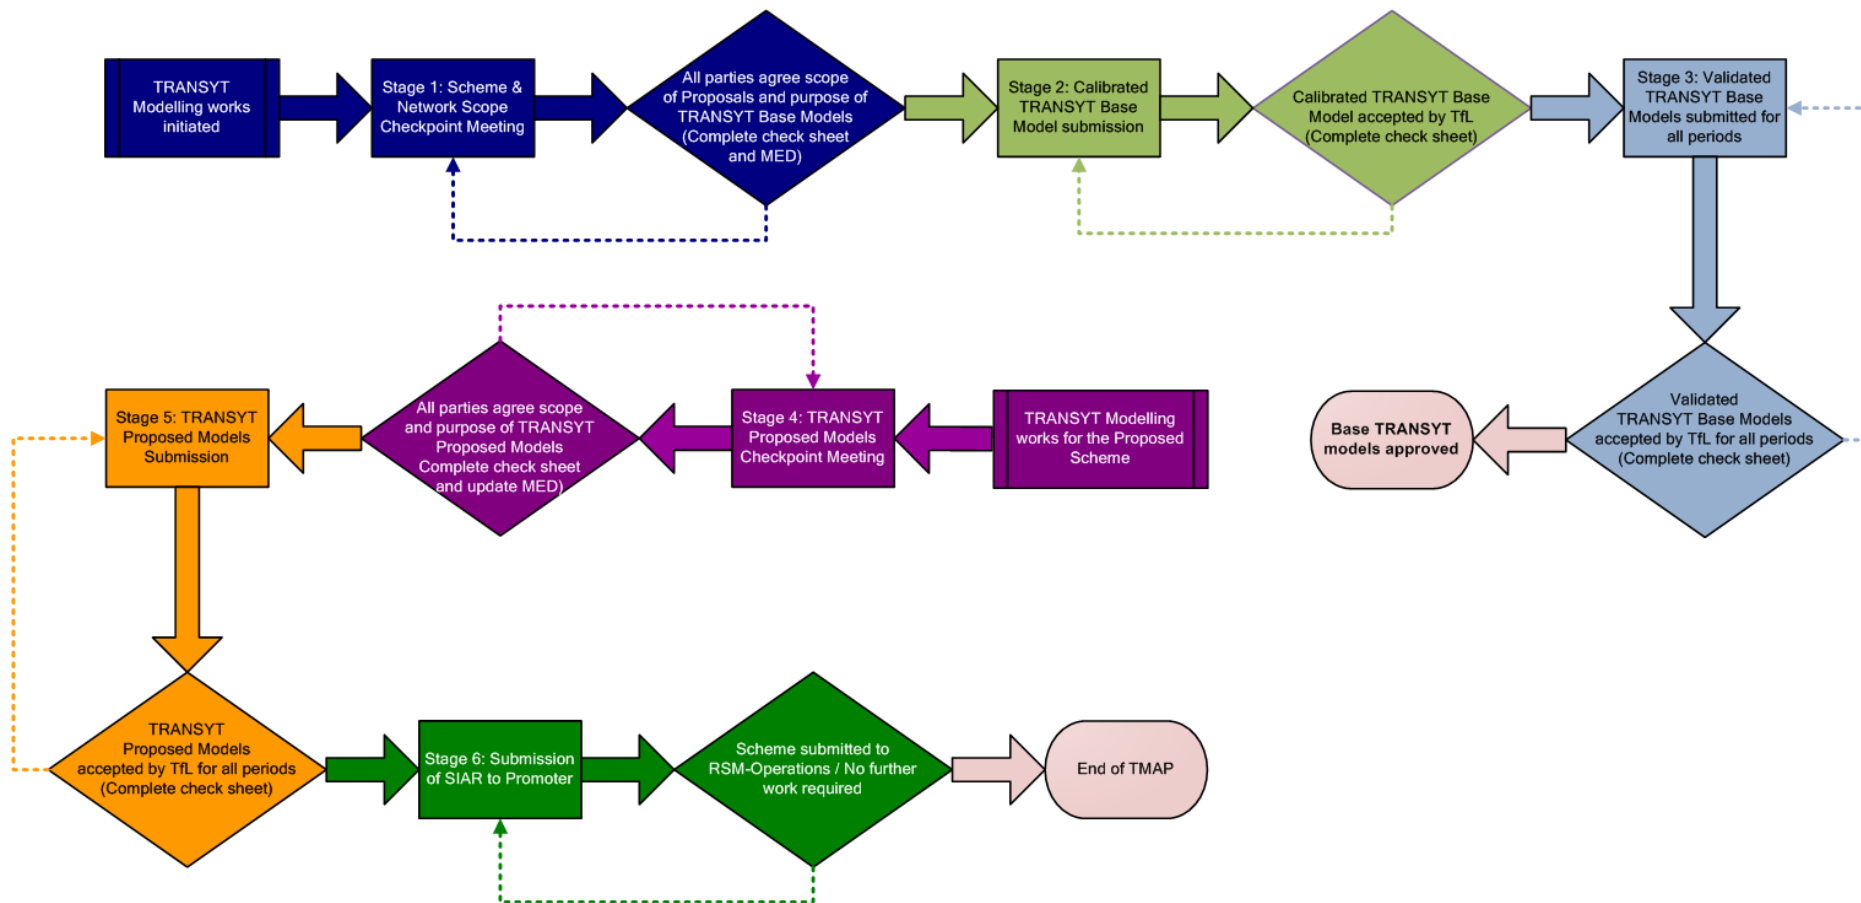 TRANSYT
Modelling works
initiated
Stage 1: Scheme &
Network Scope
Checkpoint Meeting
All parties agree scope
of Proposals and purpose of
TRANSYT Base Models
(Complete check sheet
and MED)
Stage 2: Calibrated
TRANSYT Base
Model submission
Calibrated TRANSYT Base
Model accepted by TfL
(Complete check sheet)
Stage 3: Validated
TRANSYT Base
Models submitted for
all periods
Validated
TRANSYT Base Models
accepted by TfL for all periods
(Complete check sheet)
Base TRANSYT
models approved
TRANSYT Modelling
works for the Proposed
Scheme
Stage 4: TRANSYT
Proposed Models
Checkpoint Meeting
All parties agree scope
and purpose of TRANSYT
Proposed Models
Complete check sheet
and update MED)
Stage 5: TRANSYT
Proposed Models
Submission
TRANSYT
Proposed Models
accepted by TfL for all periods
(Complete check sheet)
Stage 6: Submission
of SIAR to Promoter
Scheme submitted to
RSM-Operations / No further
work required
End of TMAP